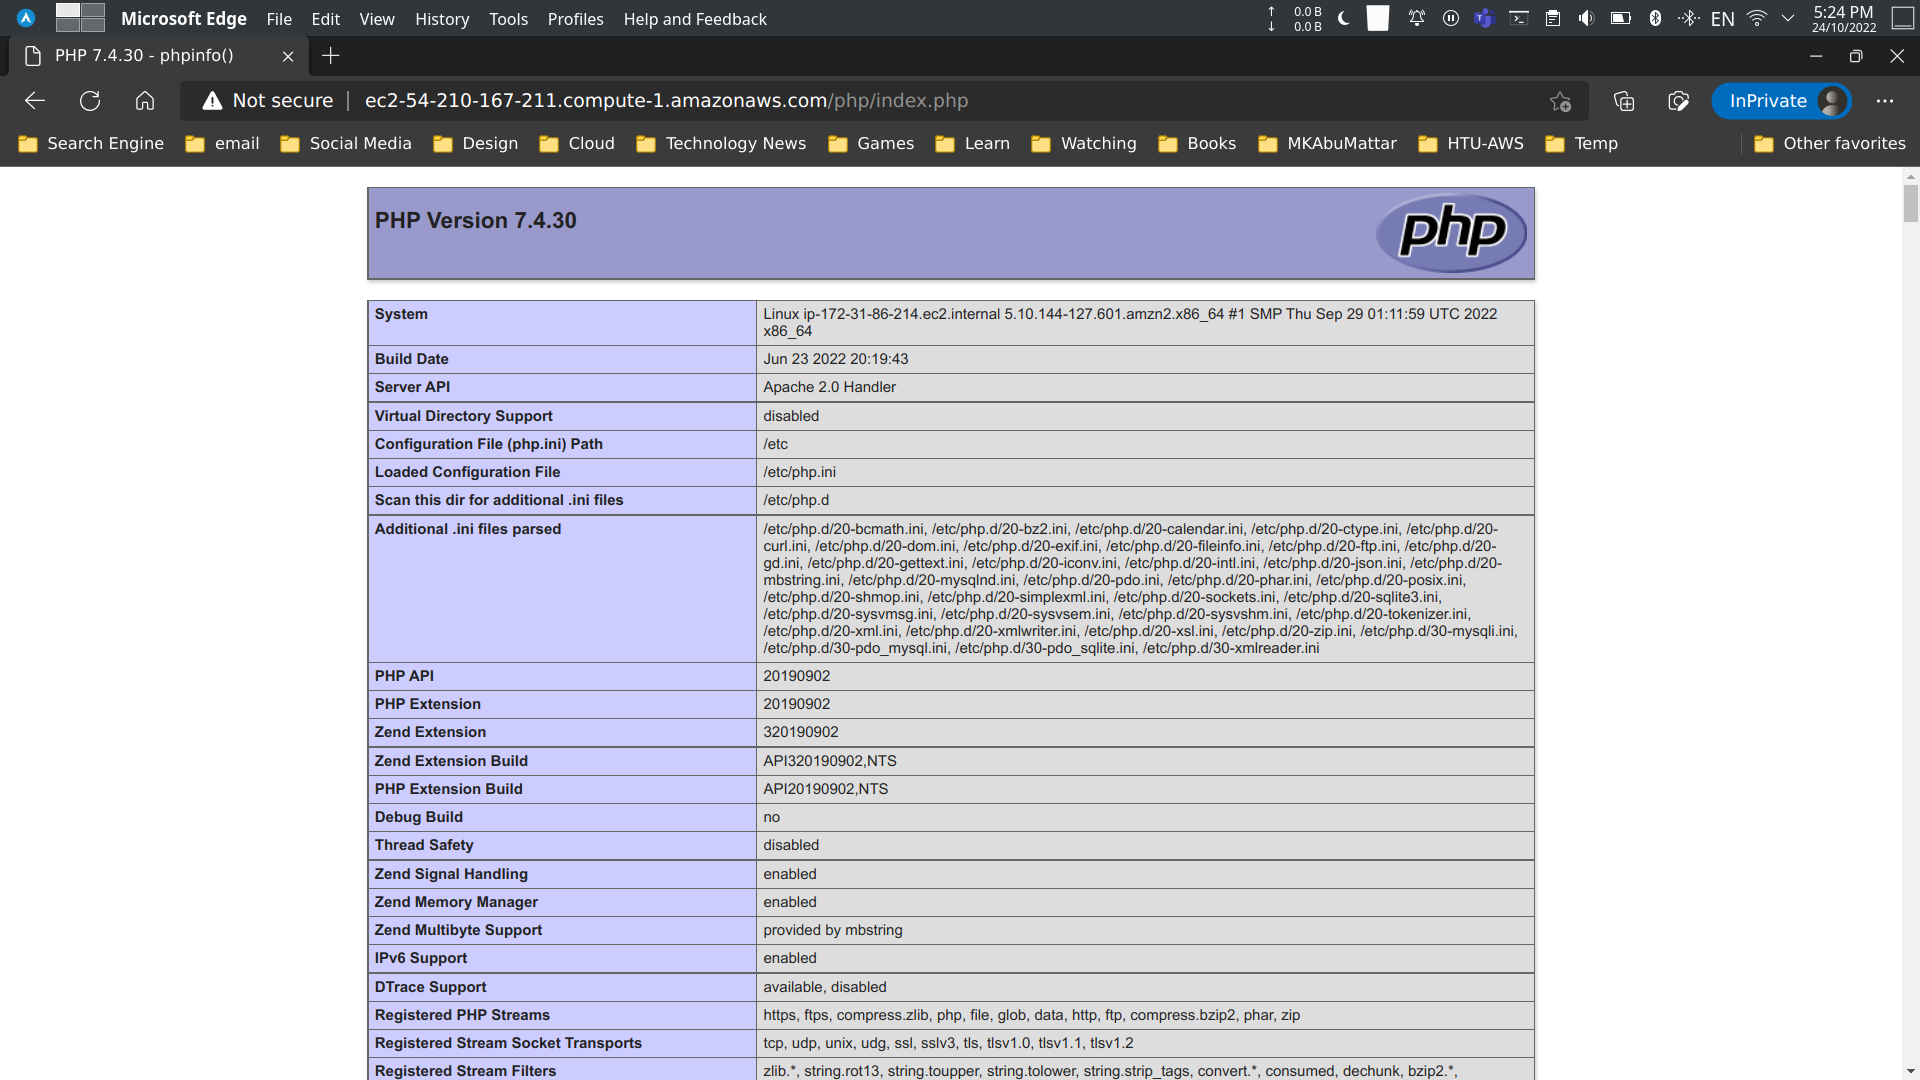 Microsoft Edge File Edit View History Tools Profiles Help and Feedback 0.0 B 0.0 B EN 5:24 PM 24/10/2022
PHP 7.4.30 - phpinfo()
Not secure ec2-54-210-167-211.compute-1.amazonaws.com/php/index.php InPrivate
Search Engine email Social Media Design Cloud Technology News Games Learn Watching Books MKAbuMattar HTU-AWS Temp Other favorites
PHP Version 7.4.30 php
System Linux ip-172-31-86-214.ec2.internal 5.10.144-127.601.amzn2.x86_64 #1 SMP Thu Sep 29 01:11:59 UTC 2022
x86_64
Build Date Jun 23 2022 20:19:43
Server API Apache 2.0 Handler
Virtual Directory Support disabled
Configuration File (php.ini) Path /etc
Loaded Configuration File /etc/php.ini
Scan this dir for additional .ini files /etc/php.d
Additional .ini files parsed /etc/php.d/20-bcmath.ini, /etc/php.d/20-bz2.ini, /etc/php.d/20-calendar.ini, /etc/php.d/20-ctype.ini, /etc/php.d/20-
curl.ini, /etc/php.d/20-dom.ini, /etc/php.d/20-exif.ini, /etc/php.d/20-fileinfo.ini, /etc/php.d/20-ftp.ini, /etc/php.d/20-
gd.ini, /etc/php.d/20-gettext.ini, /etc/php.d/20-iconv.ini, /etc/php.d/20-intl.ini, /etc/php.d/20-json.ini, /etc/php.d/20-
mbstring.ini, /etc/php.d/20-mysqlnd.ini, /etc/php.d/20-pdo.ini, /etc/php.d/20-phar.ini, /etc/php.d/20-posix.ini,
/etc/php.d/20-shmop.ini, /etc/php.d/20-simplexml.ini, /etc/php.d/20-sockets.ini, /etc/php.d/20-sqlite3.ini,
/etc/php.d/20-sysvmsg.ini, /etc/php.d/20-sysvsem.ini, /etc/php.d/20-sysvshm.ini, /etc/php.d/20-tokenizer.ini,
/etc/php.d/20-xml.ini, /etc/php.d/20-xmlwriter.ini, /etc/php.d/20-xsl.ini, /etc/php.d/20-zip.ini, /etc/php.d/30-mysqli.ini,
/etc/php.d/30-pdo_mysql.ini, /etc/php.d/30-pdo_sqlite.ini, /etc/php.d/30-xmlreader.ini
PHP API 20190902
PHP Extension 20190902
Zend Extension 320190902
Zend Extension Build API320190902,NTS
PHP Extension Build API20190902,NTS
Debug Build no
Thread Safety disabled
Zend Signal Handling enabled
Zend Memory Manager enabled
Zend Multibyte Support provided by mbstring
IPv6 Support enabled
DTrace Support available, disabled
Registered PHP Streams https, ftps, compress.zlib, php, file, glob, data, http, ftp, compress.bzip2, phar, zip
Registered Stream Socket Transports tcp, udp, unix, udg, ssl, sslv3, tls, tlsv1.0, tlsv1.1, tlsv1.2
Registered Stream Filters zlib.*, string.rot13, string.toupper, string.tolower, string.strip_tags, convert.*, consumed, dechunk, bzip2.*,